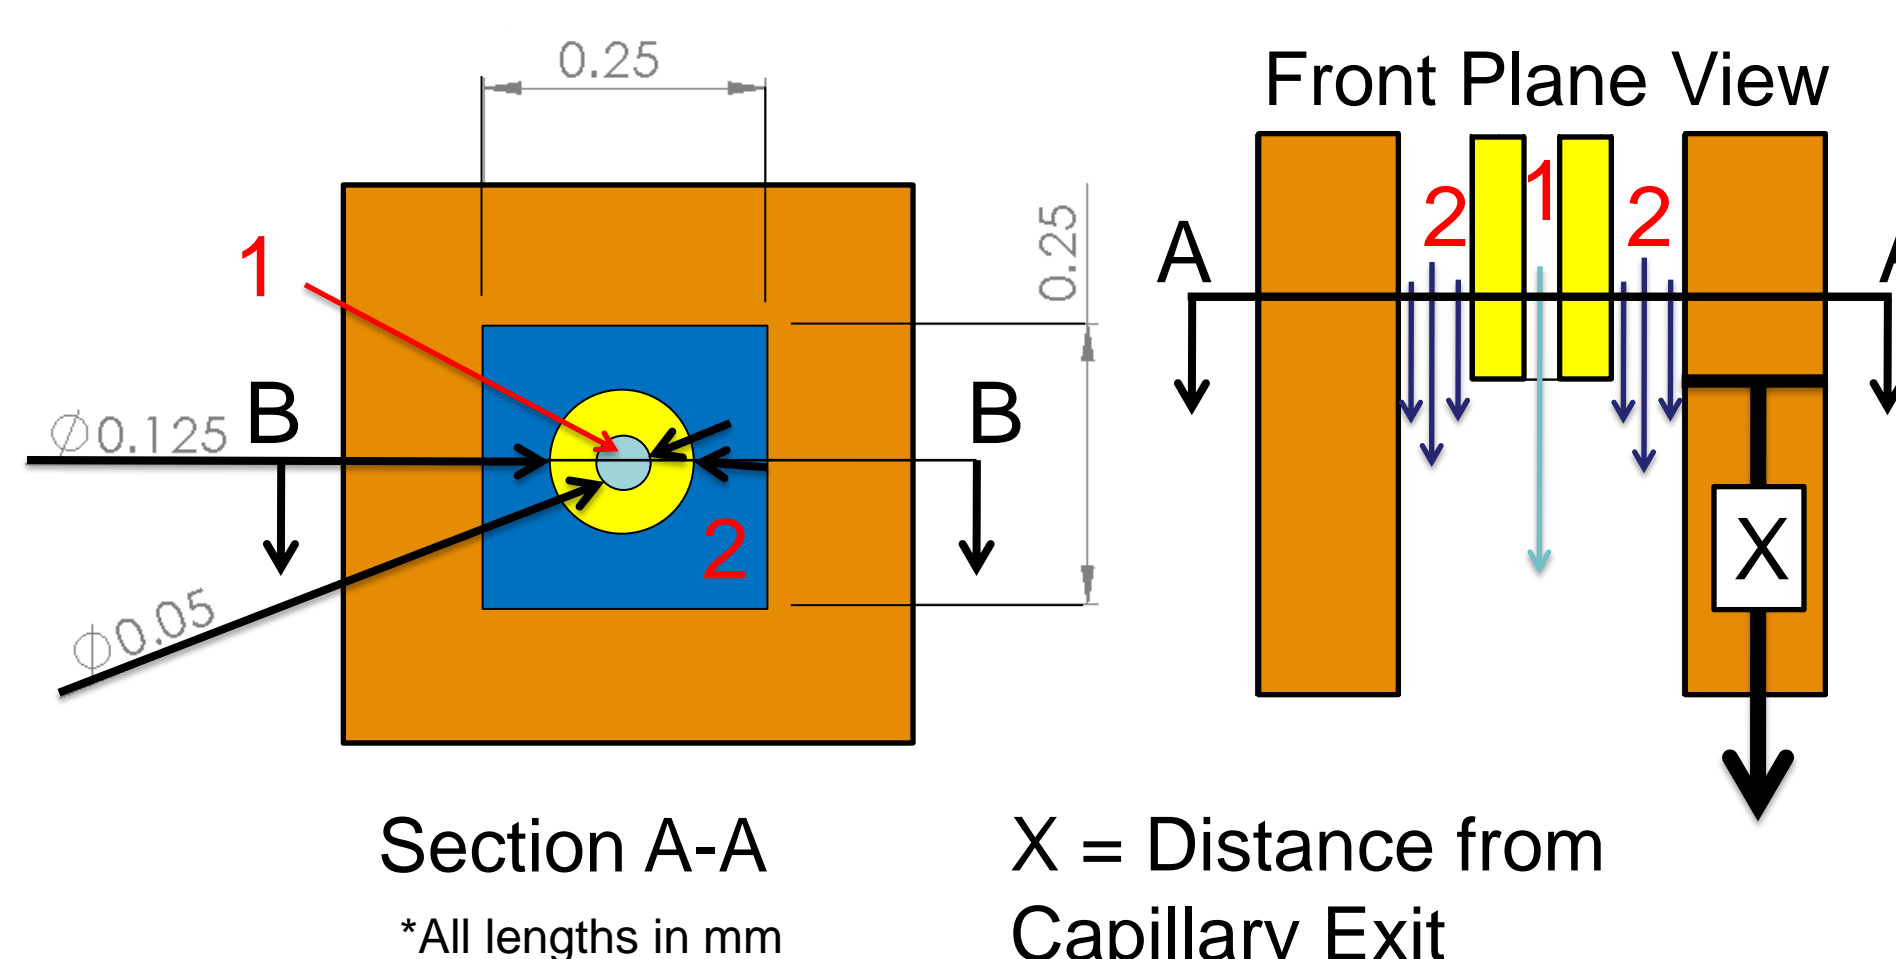 0.25
Front Plane View
1
2
1
2
0.25
A
A
B
B
Ø0.125
2
X
Ø0.05
Section A-A
X = Distance from
Capillary Exit
*All lengths in mm